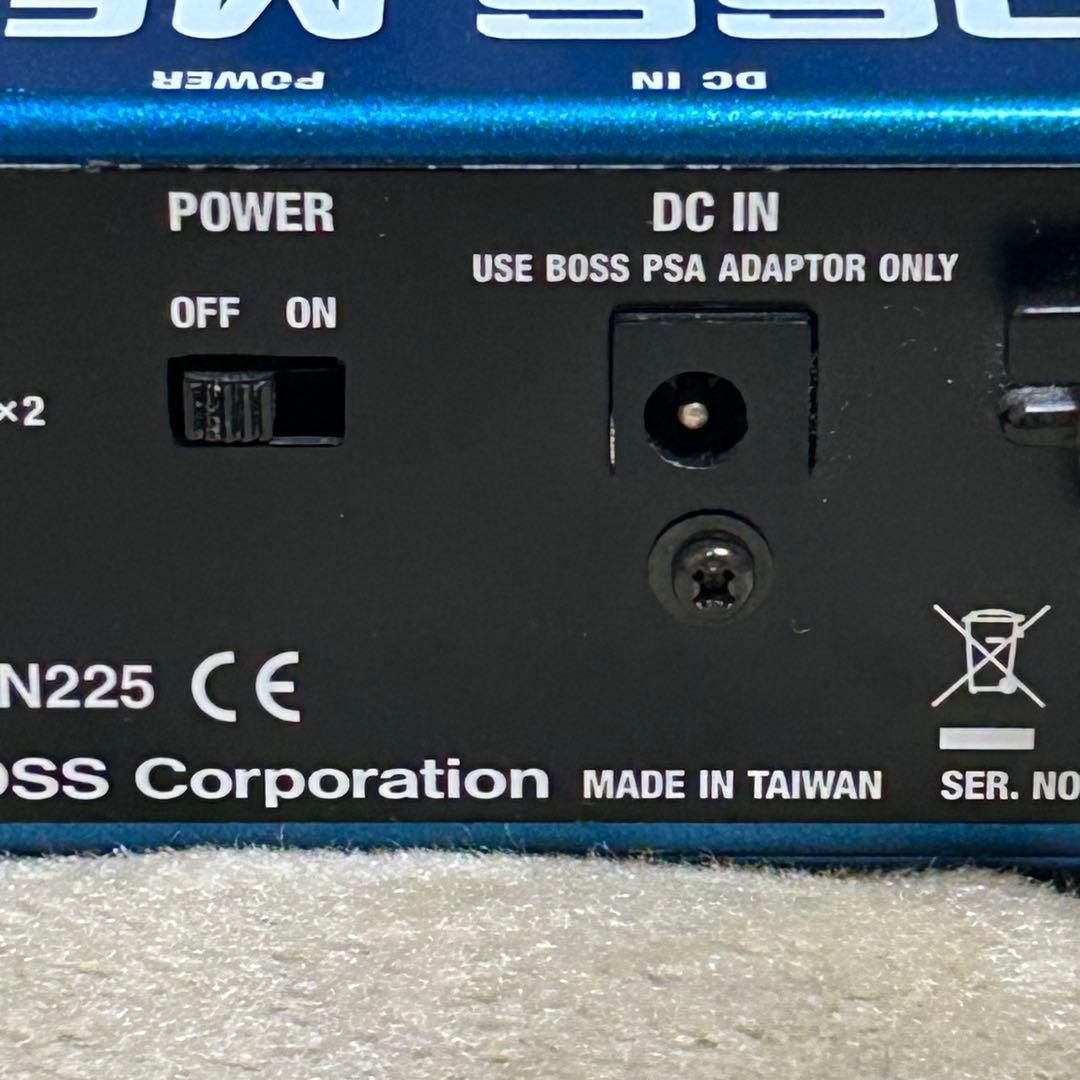 POWER DC IN
POWER DC IN
USE BOSS PSA ADAPTOR ONLY
OFF ON
×2
N225 CE
OSS Corporation MADE IN TAIWAN SER. NO